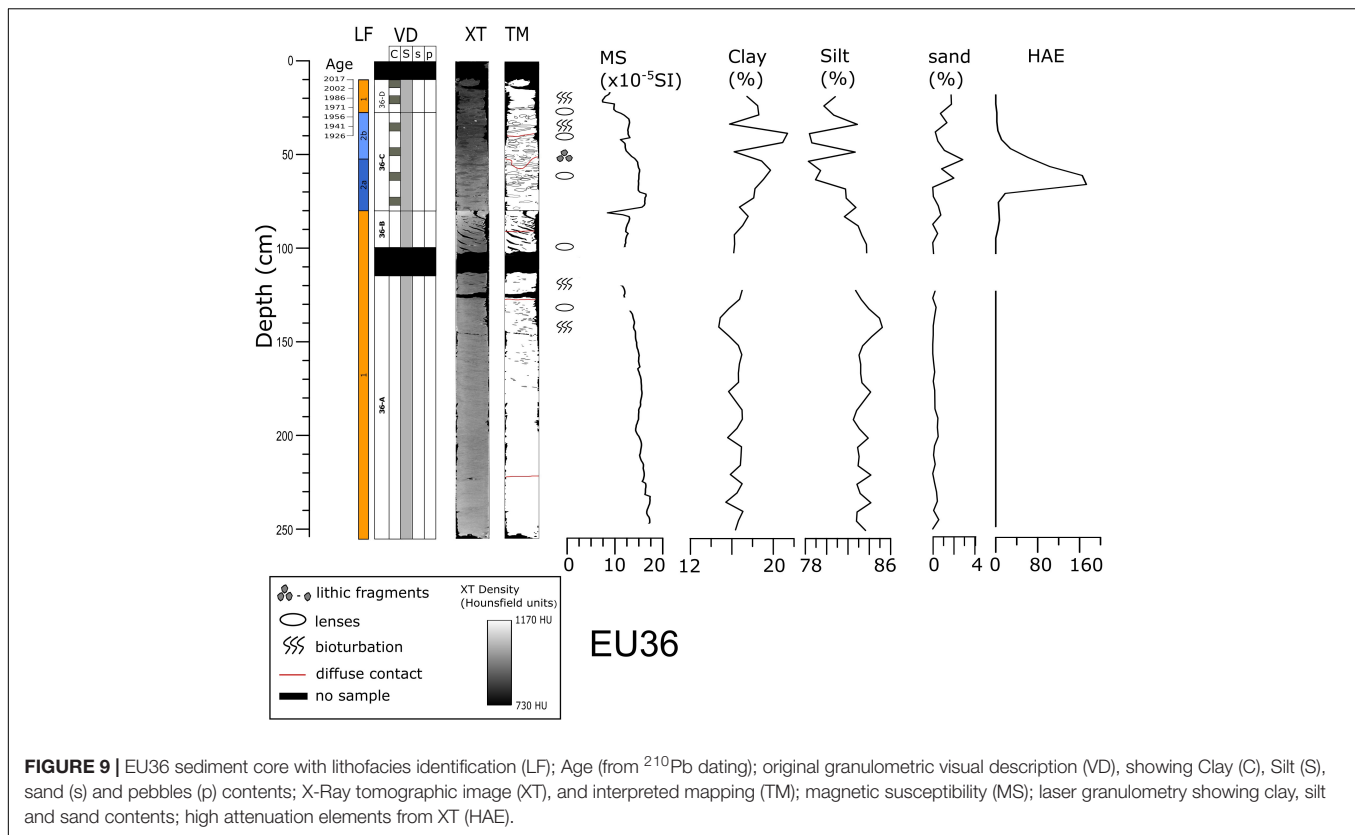 LF VD XT TM
C S s p
Age
MS
(x10⁻⁵SI)
Clay
(%)
Silt
(%)
sand
(%)
HAE
Depth (cm)
0
50
100
150
200
250
2017
2002
1986
1971
1956
1941
1926
1
2b
2a
1
36-D
36-C
36-B
36-A
0 10 20
12 20
78 86
0 4
0 80 160
lithic fragments
lenses
bioturbation
diffuse contact
no sample
XT Density
(Hounsfield units)
1170 HU
730 HU
EU36
FIGURE 9 | EU36 sediment core with lithofacies identification (LF); Age (from ²¹⁰Pb dating); original granulometric visual description (VD), showing Clay (C), Silt (S),
sand (s) and pebbles (p) contents; X-Ray tomographic image (XT), and interpreted mapping (TM); magnetic susceptibility (MS); laser granulometry showing clay, silt
and sand contents; high attenuation elements from XT (HAE).